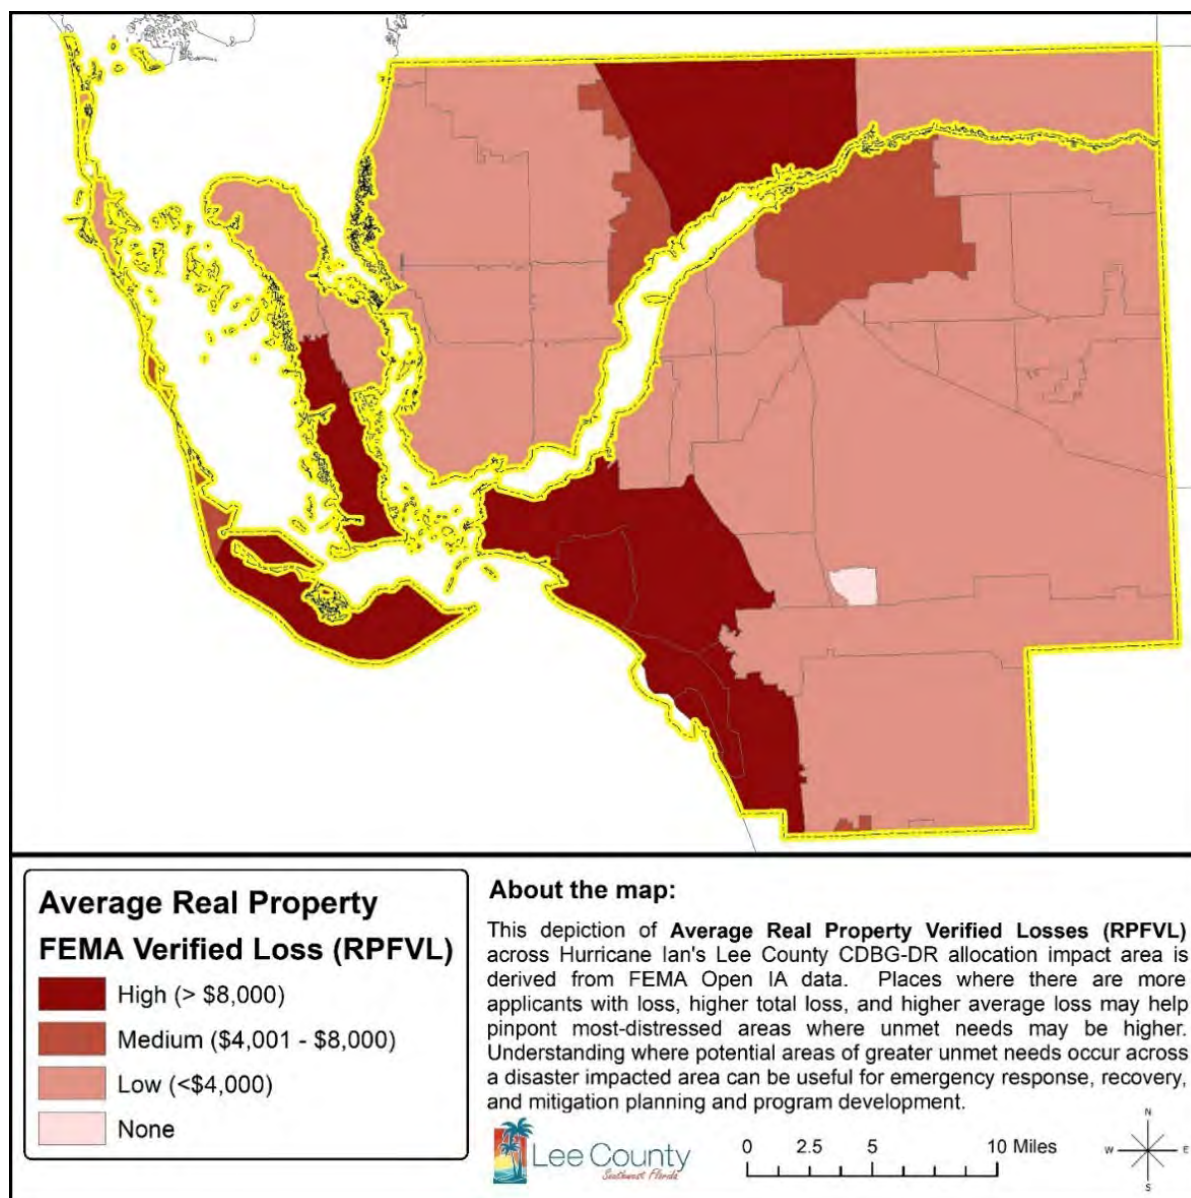 Average Real Property
FEMA Verified Loss (RPFVL)
High (> $8,000)
Medium ($4,001 - $8,000)
Low (<$4,000)
None
About the map:
This depiction of Average Real Property Verified Losses (RPFVL)
across Hurricane Ian's Lee County CDBG-DR allocation impact area is
derived from FEMA Open IA data. Places where there are more
applicants with loss, higher total loss, and higher average loss may help
pinpont most-distressed areas where unmet needs may be higher.
Understanding where potential areas of greater unmet needs occur across
a disaster impacted area can be useful for emergency response, recovery,
and mitigation planning and program development.
Lee County
Southwest Florida
0 2.5 5 10 Miles
N
W E
S